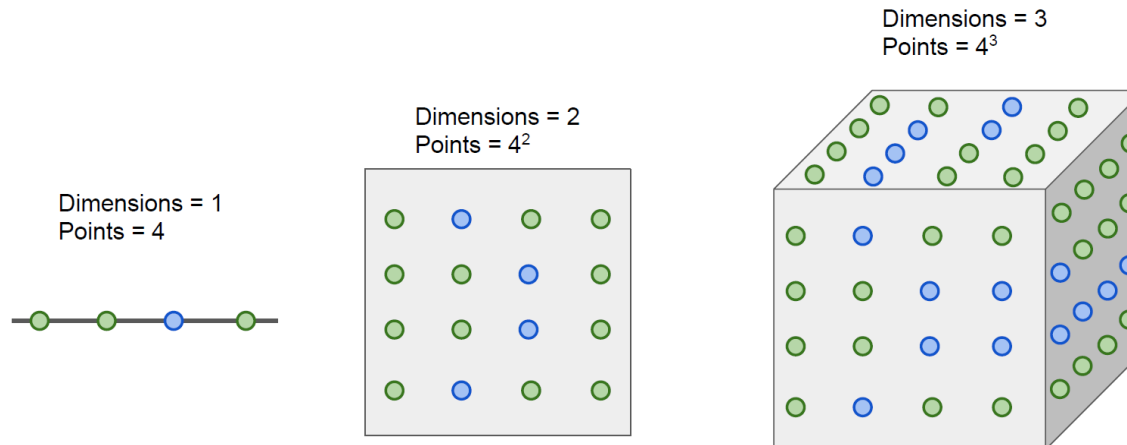 Dimensions = 1
Points = 4
Dimensions = 2
Points = 4²
Dimensions = 3
Points = 4³